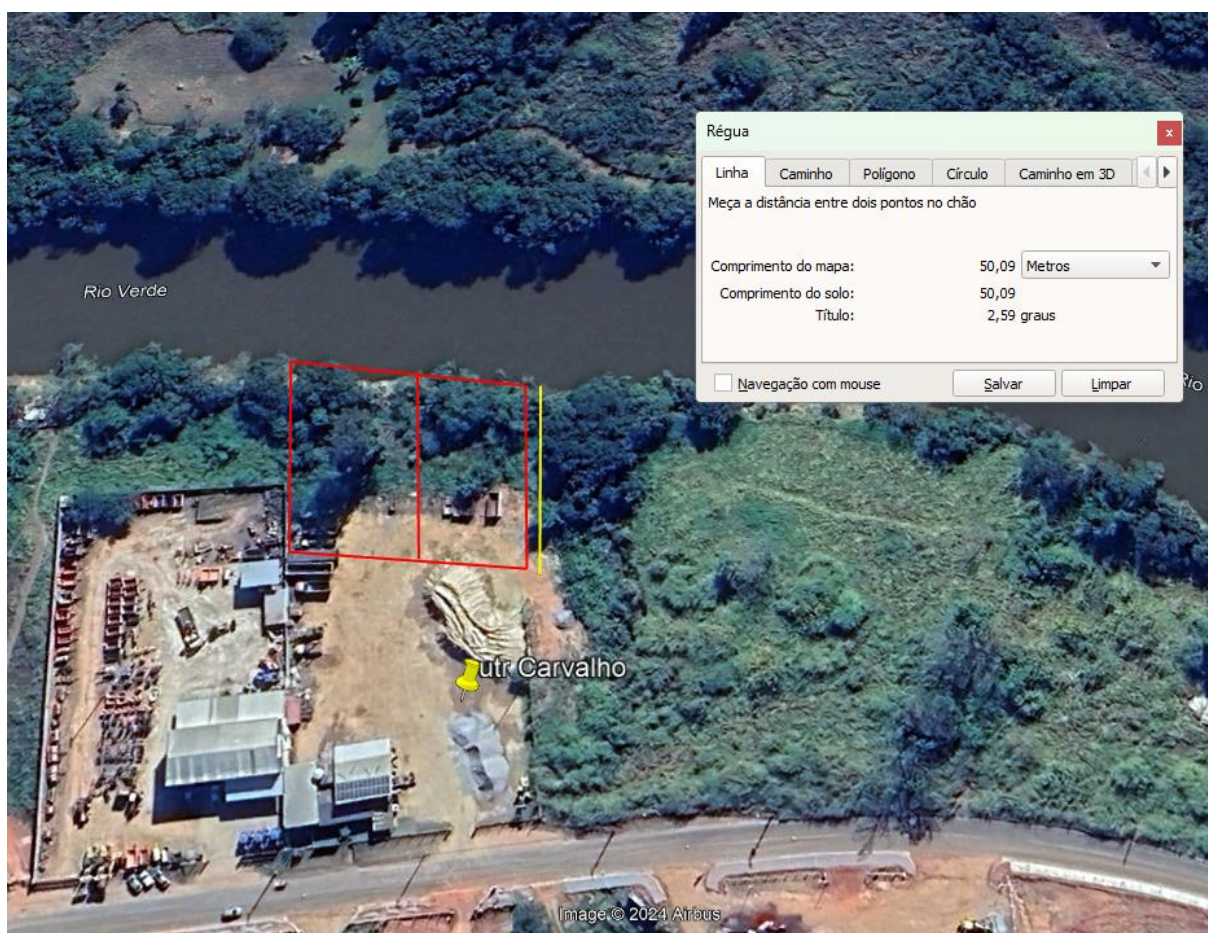 Régua
x
Linha Caminho Polígono Círculo Caminho em 3D
Meça a distância entre dois pontos no chão
Comprimento do mapa: 50,09 Metros
Comprimento do solo: 50,09
Título: 2,59 graus
Navegação com mouse Salvar Limpar
Rio Verde
Rio
utr Carvalho
Image © 2024 Airbus